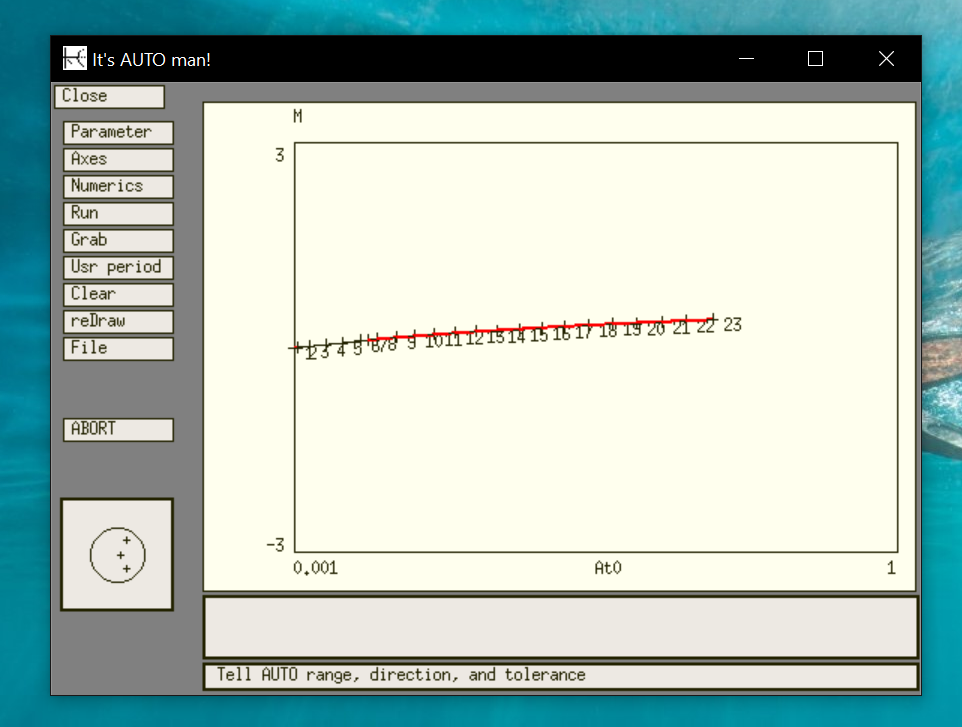 It's AUTO man!
Close
Parameter
Axes
Numerics
Run
Grab
Usr period
Clear
reDraw
File
ABORT
M
3
1 2 3 4 5 6 7 8 9 10 11 12 13 14 15 16 17 18 19 20 21 22 23
-3
0.001 At0 1
Tell AUTO range, direction, and tolerance